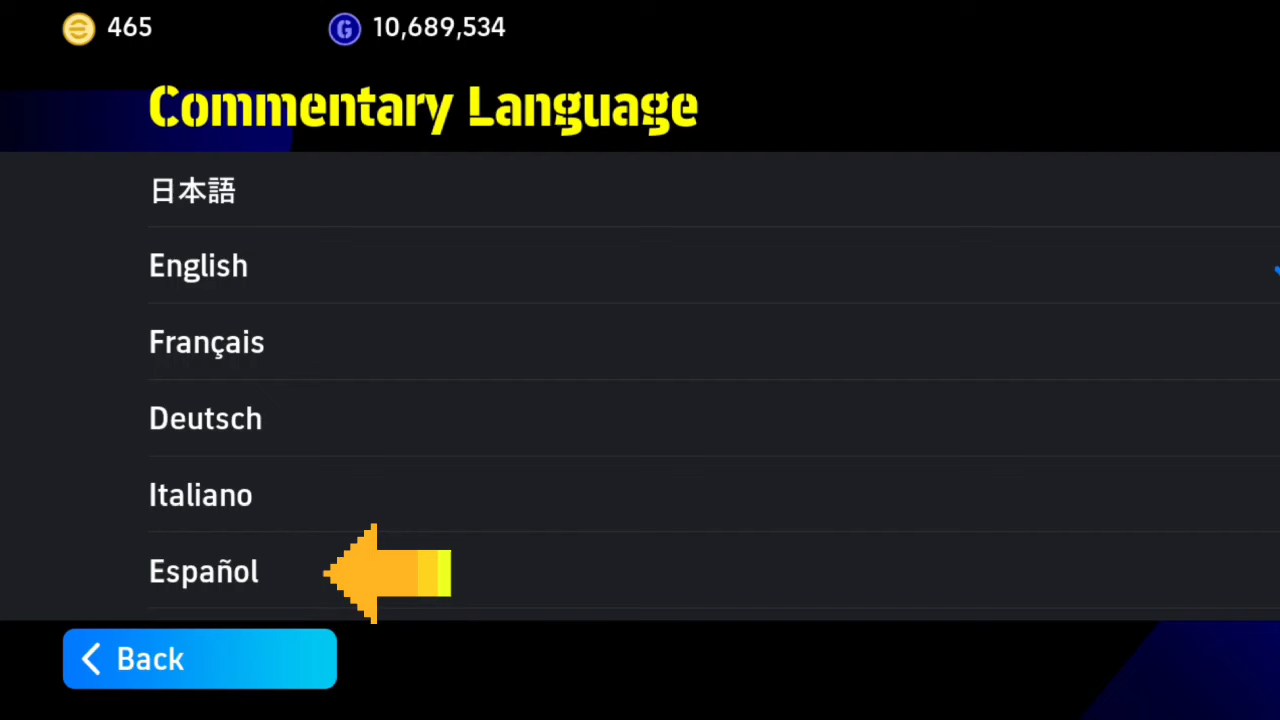 465
10,689,534
Commentary Language
日本語
English
Français
Deutsch
Italiano
Español
Back